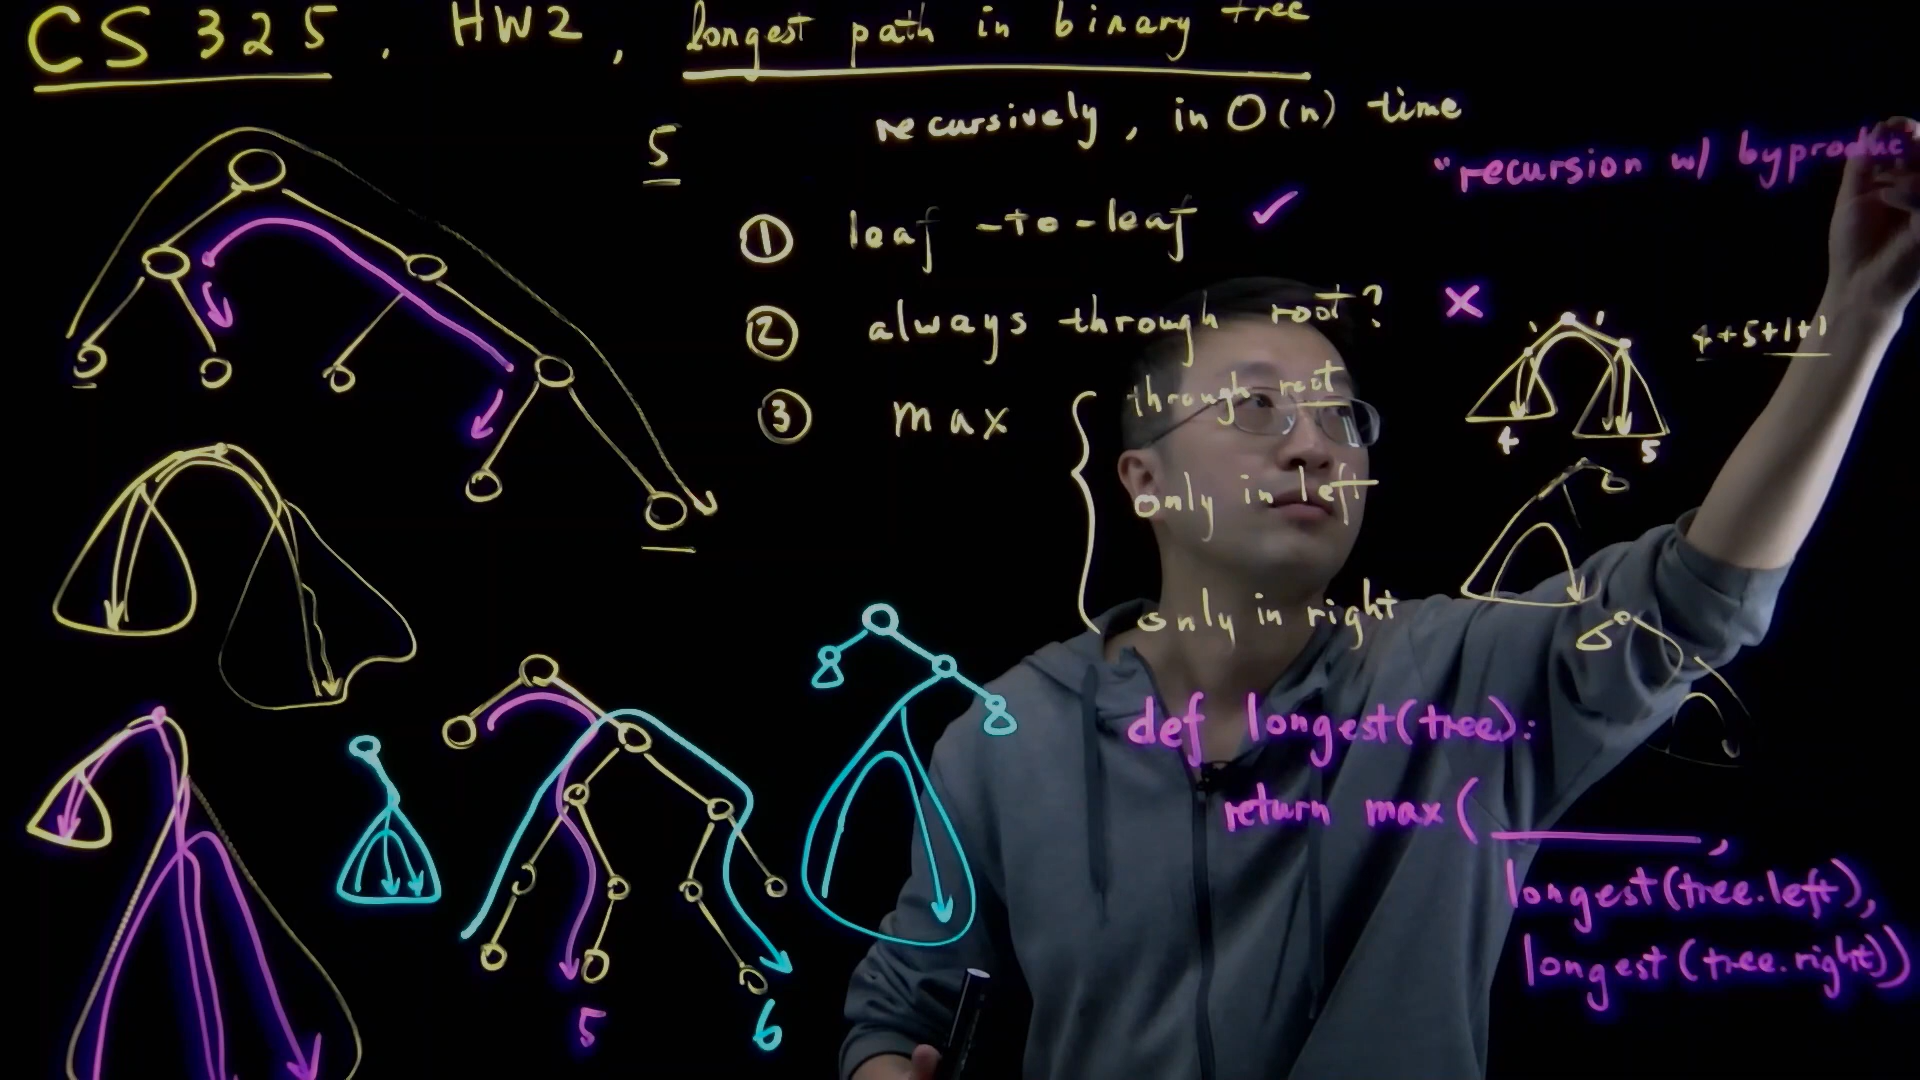 CS 325, HW2, longest path in binary tree
recursively, in O(n) time
"recursion w/ byproduc
5
① leaf-to-leaf ✓
② always through root? ✗
4+5+1+1
③ max { through root
only in left
only in right
4 5
def longest(tree):
return max( ______,
longest(tree.left),
longest(tree.right))
5 6